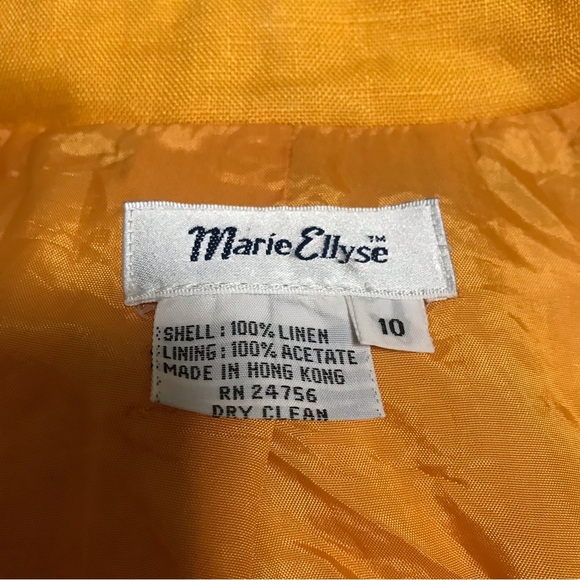 Marie Ellyse™
10
SHELL: 100% LINEN
LINING: 100% ACETATE
MADE IN HONG KONG
RN 24756
DRY CLEAN